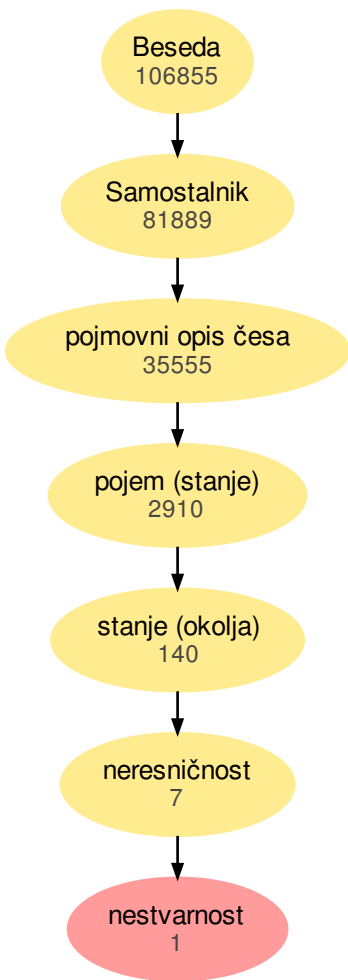 Beseda
106855
Samostalnik
81889
pojmovni opis česa
35555
pojem (stanje)
2910
stanje (okolja)
140
neresničnost
7
nestvarnost
1